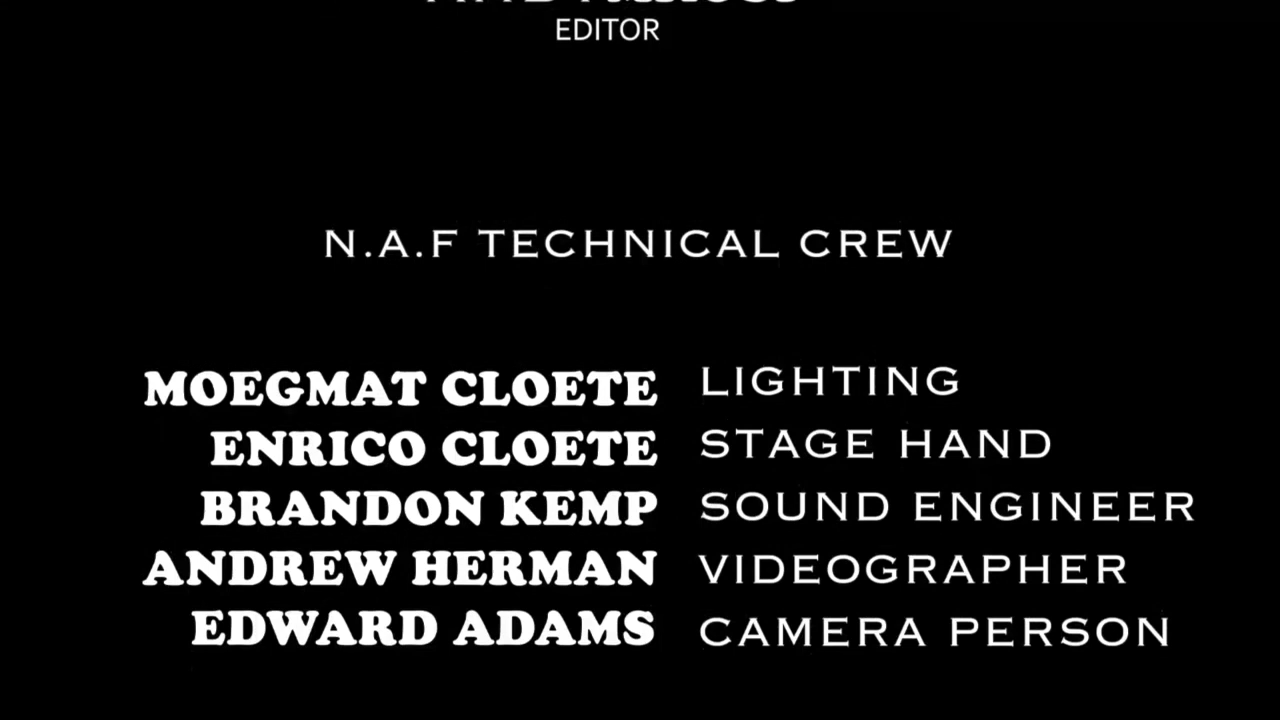 EDITOR
N.A.F TECHNICAL CREW
MOEGMAT CLOETE LIGHTING
ENRICO CLOETE STAGE HAND
BRANDON KEMP SOUND ENGINEER
ANDREW HERMAN VIDEOGRAPHER
EDWARD ADAMS CAMERA PERSON